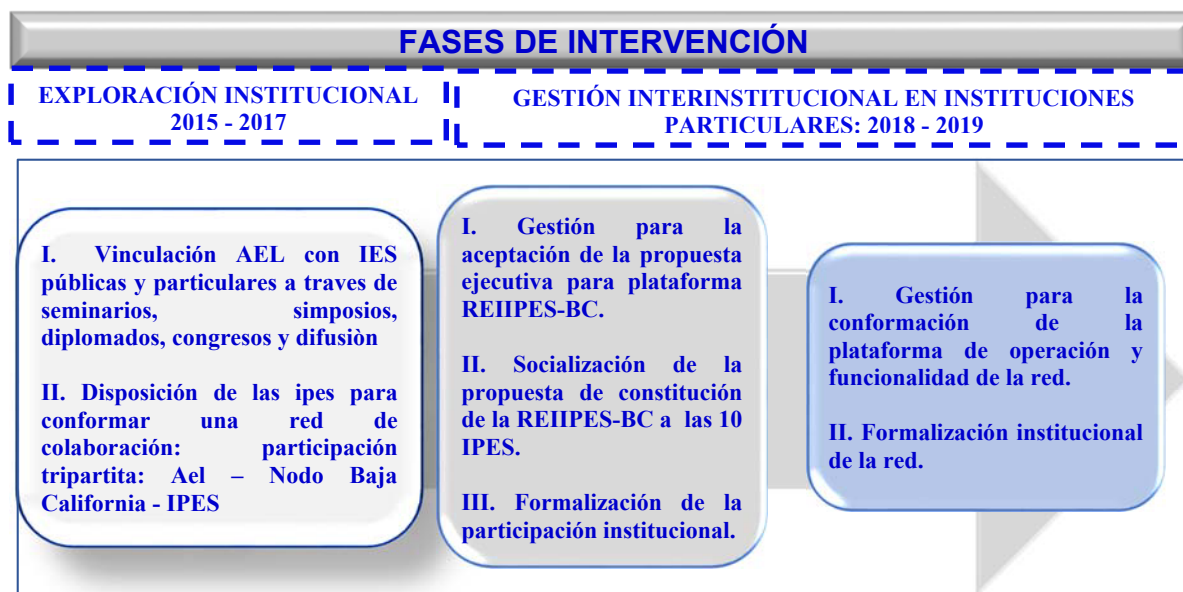 FASES DE INTERVENCIÓN
EXPLORACIÓN INSTITUCIONAL
2015 - 2017
GESTIÓN INTERINSTITUCIONAL EN INSTITUCIONES
PARTICULARES: 2018 - 2019
I. Vinculación AEL con IES
públicas y particulares a traves de
seminarios, simposios,
diplomados, congresos y difusiòn
II. Disposición de las ipes para
conformar una red de
colaboración: participación
tripartita: Ael – Nodo Baja
California - IPES
I. Gestión para la
aceptación de la propuesta
ejecutiva para plataforma
REIIPES-BC.
II. Socialización de la
propuesta de constitución
de la REIIPES-BC a las 10
IPES.
III. Formalización de la
participación institucional.
I. Gestión para la
conformación de la
plataforma de operación y
funcionalidad de la red.
II. Formalización institucional
de la red.